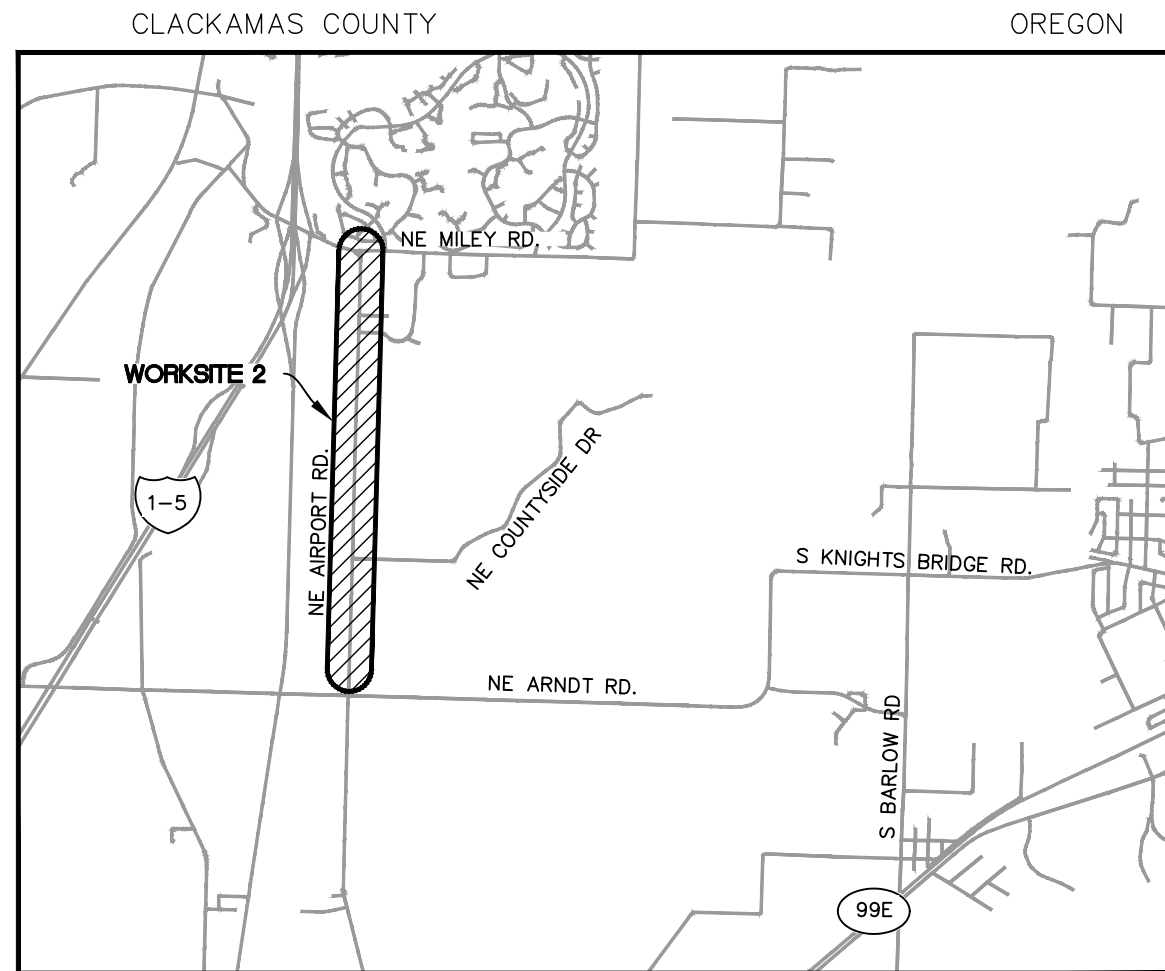 CLACKAMAS COUNTY
OREGON
NE MILEY RD.
WORKSITE 2
NE AIRPORT RD.
NE COUNTYSIDE DR
1-5
S KNIGHTS BRIDGE RD.
NE ARNDT RD.
S BARLOW RD
99E